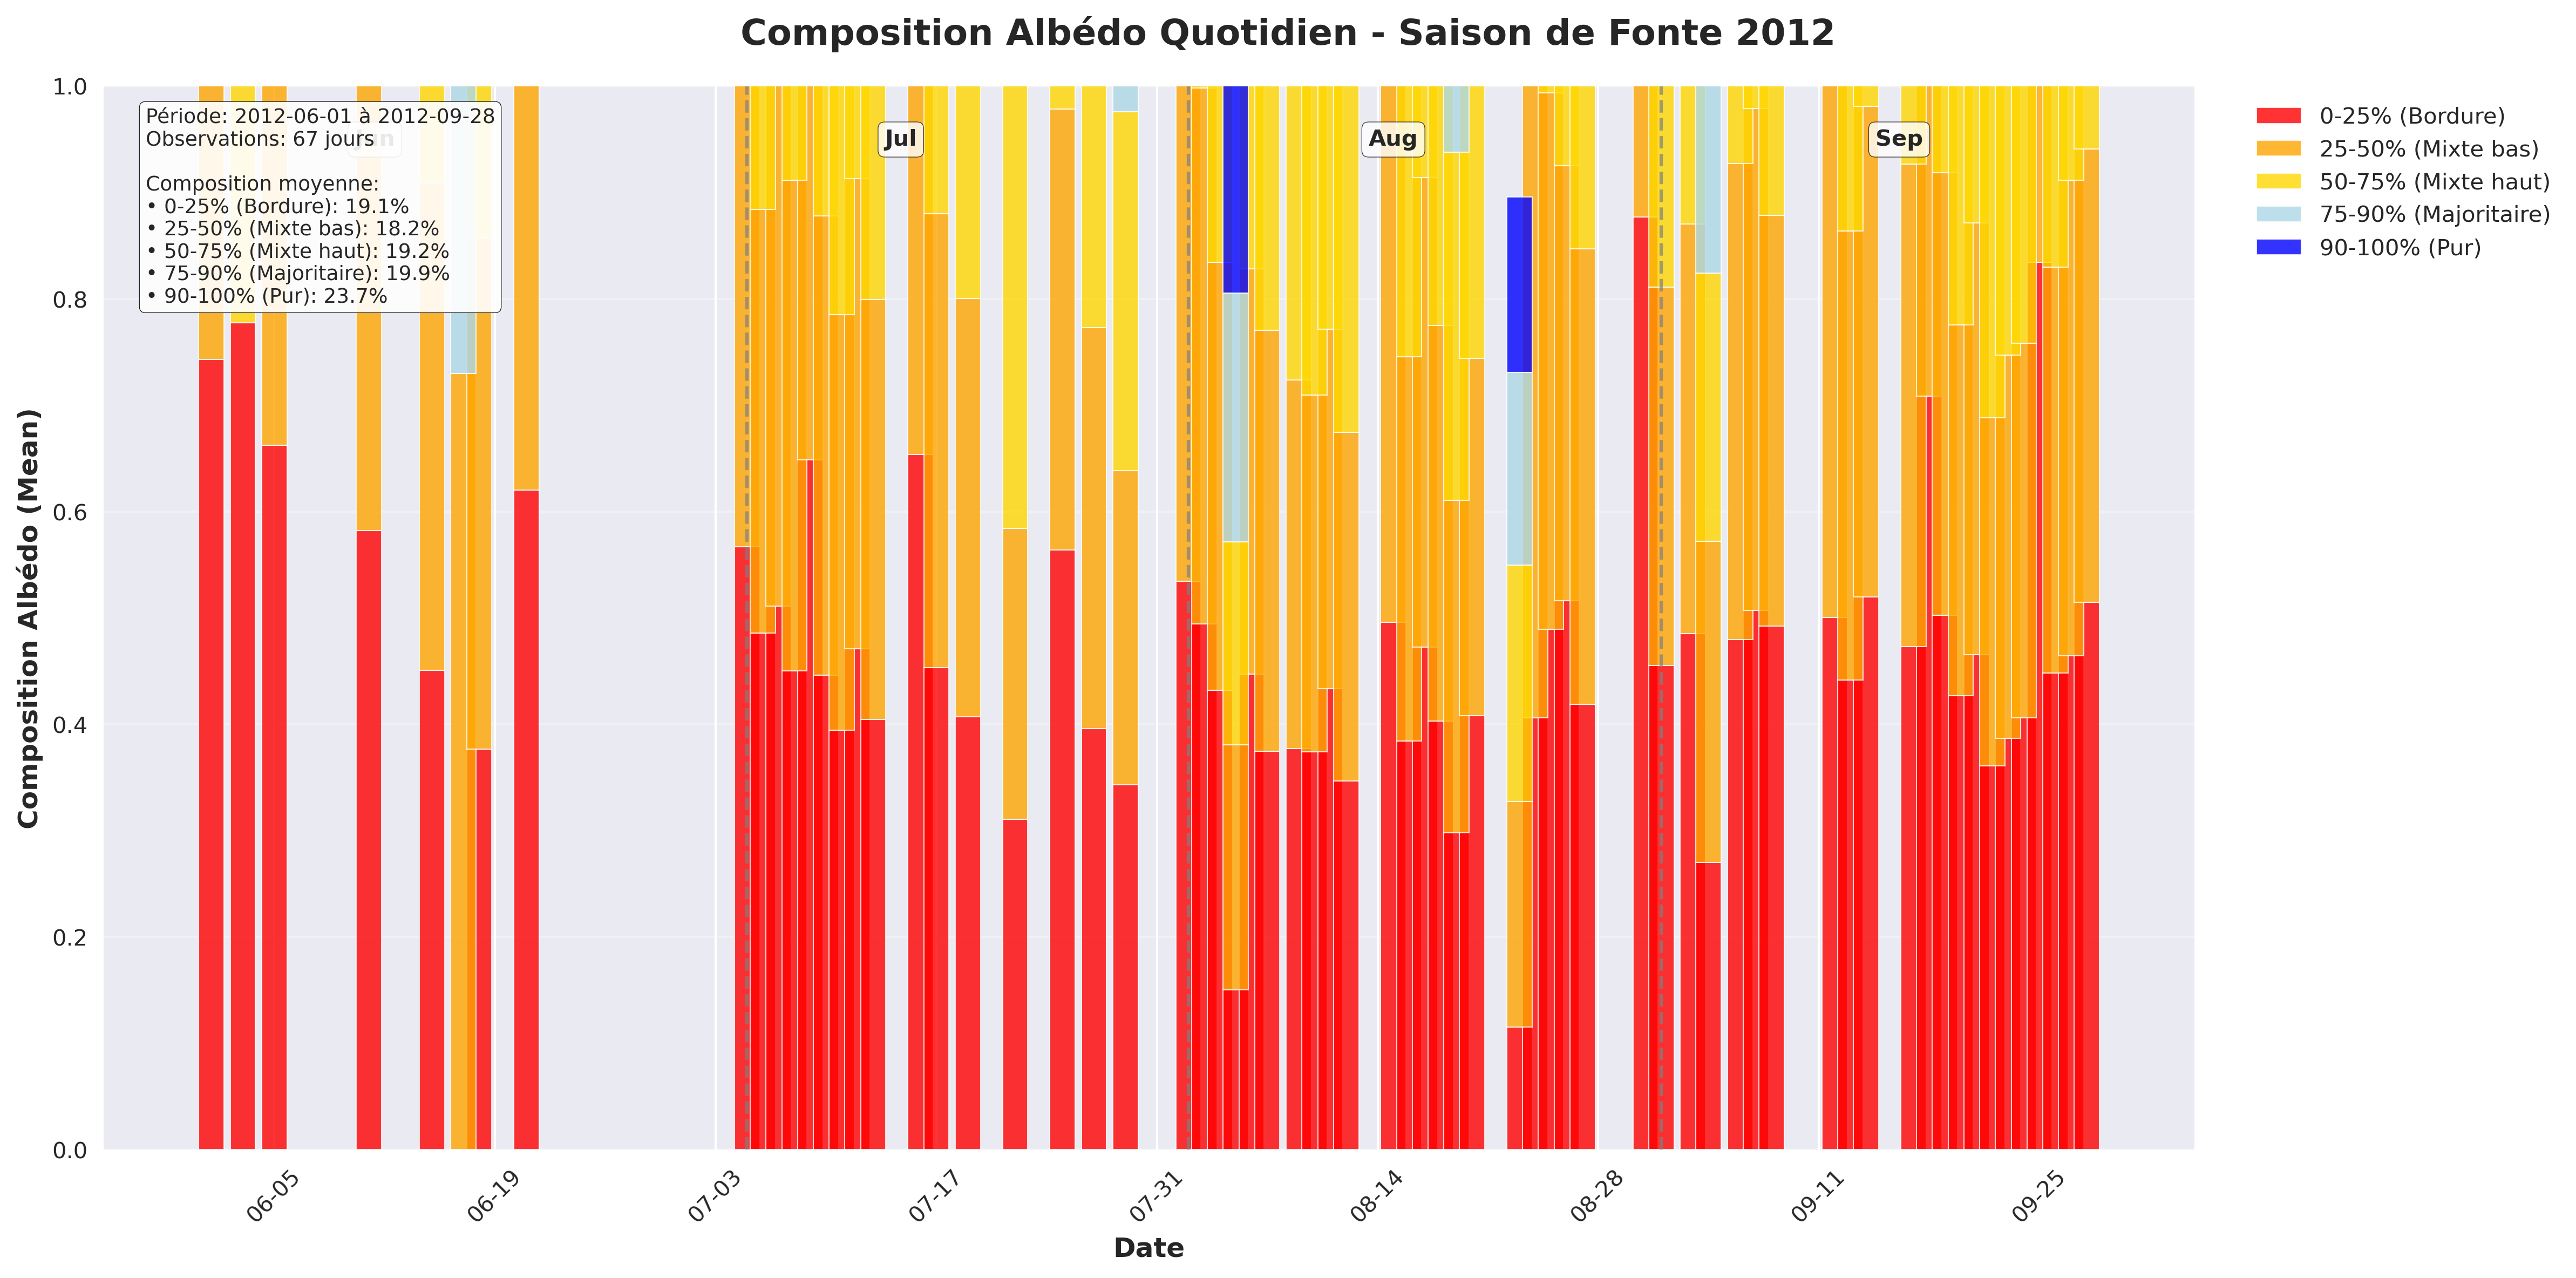 Composition Albédo Quotidien - Saison de Fonte 2012
Période: 2012-06-01 à 2012-09-28
Observations: 67 jours
Composition moyenne:
• 0-25% (Bordure): 19.1%
• 25-50% (Mixte bas): 18.2%
• 50-75% (Mixte haut): 19.2%
• 75-90% (Majoritaire): 19.9%
• 90-100% (Pur): 23.7%
Jun
Jul
Aug
Sep
0-25% (Bordure)
25-50% (Mixte bas)
50-75% (Mixte haut)
75-90% (Majoritaire)
90-100% (Pur)
Composition Albédo (Mean)
1.0
0.8
0.6
0.4
0.2
0.0
06-05
06-19
07-03
07-17
07-31
08-14
08-28
09-11
09-25
Date